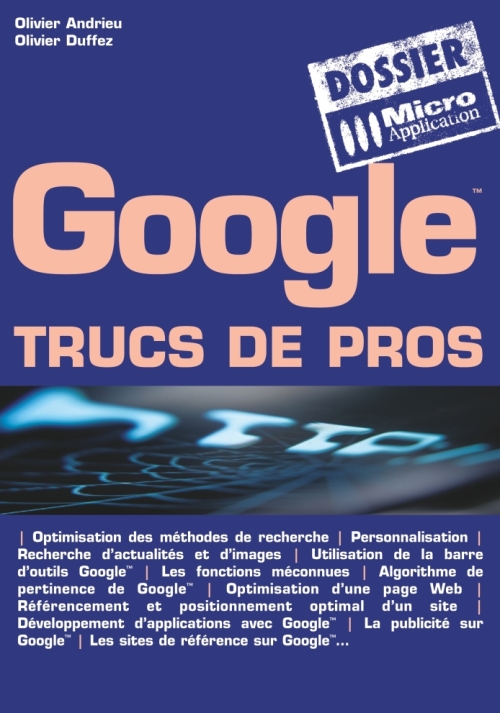 Olivier Andrieu
Olivier Duffez
DOSSIER
Micro
Application
Google™
TRUCS DE PROS
| Optimisation des méthodes de recherche | Personnalisation |
Recherche d'actualités et d'images | Utilisation de la barre
d'outils Google™ | Les fonctions méconnues | Algorithme de
pertinence de Google™ | Optimisation d'une page Web |
Référencement et positionnement optimal d'un site |
Développement d'applications avec Google™ | La publicité sur
Google™ | Les sites de référence sur Google™...